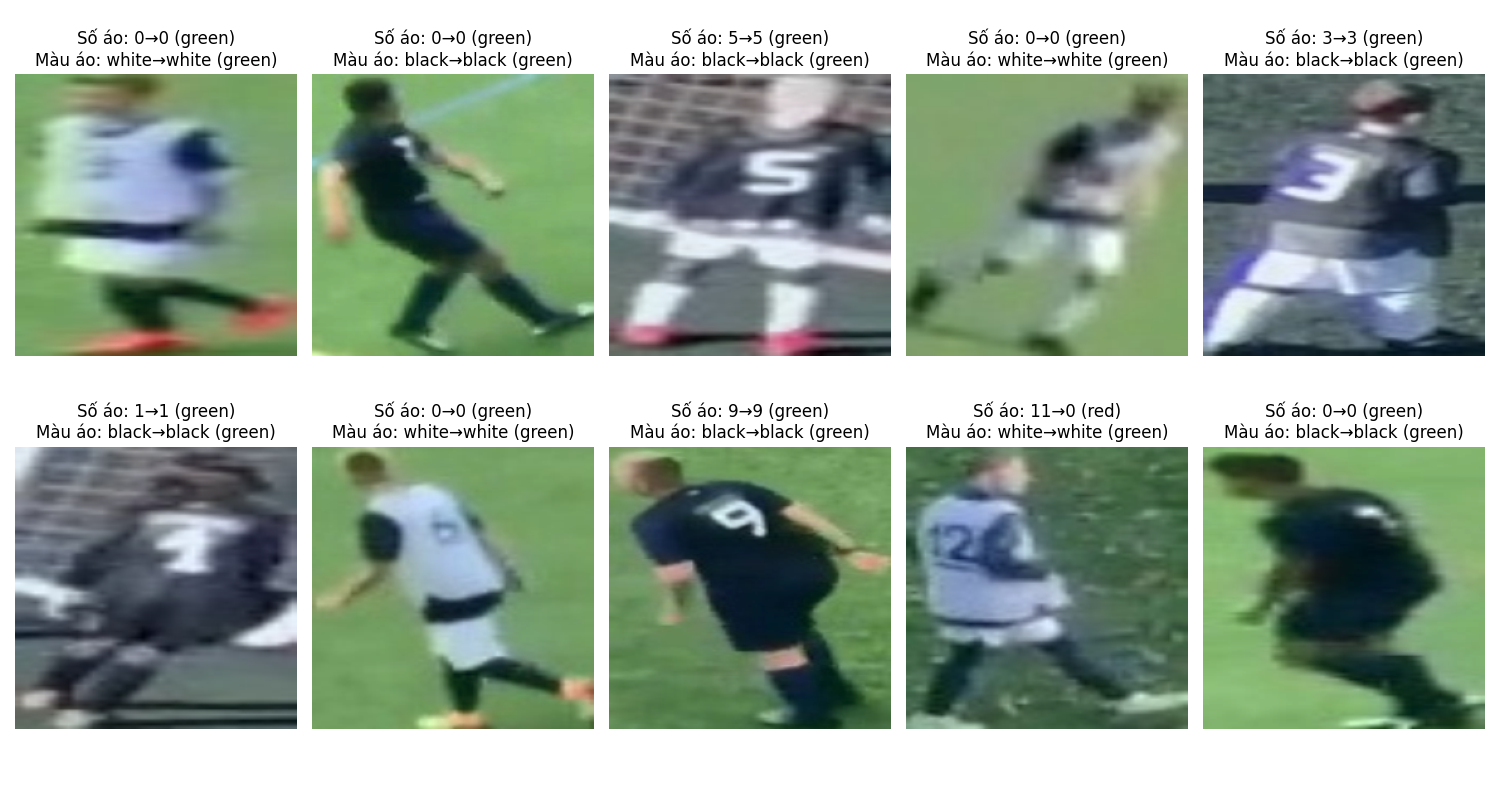 Số áo: 0→0 (green)
Màu áo: white→white (green)
Số áo: 0→0 (green)
Màu áo: black→black (green)
Số áo: 5→5 (green)
Màu áo: black→black (green)
Số áo: 0→0 (green)
Màu áo: white→white (green)
Số áo: 3→3 (green)
Màu áo: black→black (green)
5
3
Số áo: 1→1 (green)
Màu áo: black→black (green)
Số áo: 0→0 (green)
Màu áo: white→white (green)
Số áo: 9→9 (green)
Màu áo: black→black (green)
Số áo: 11→0 (red)
Màu áo: white→white (green)
Số áo: 0→0 (green)
Màu áo: black→black (green)
9
12